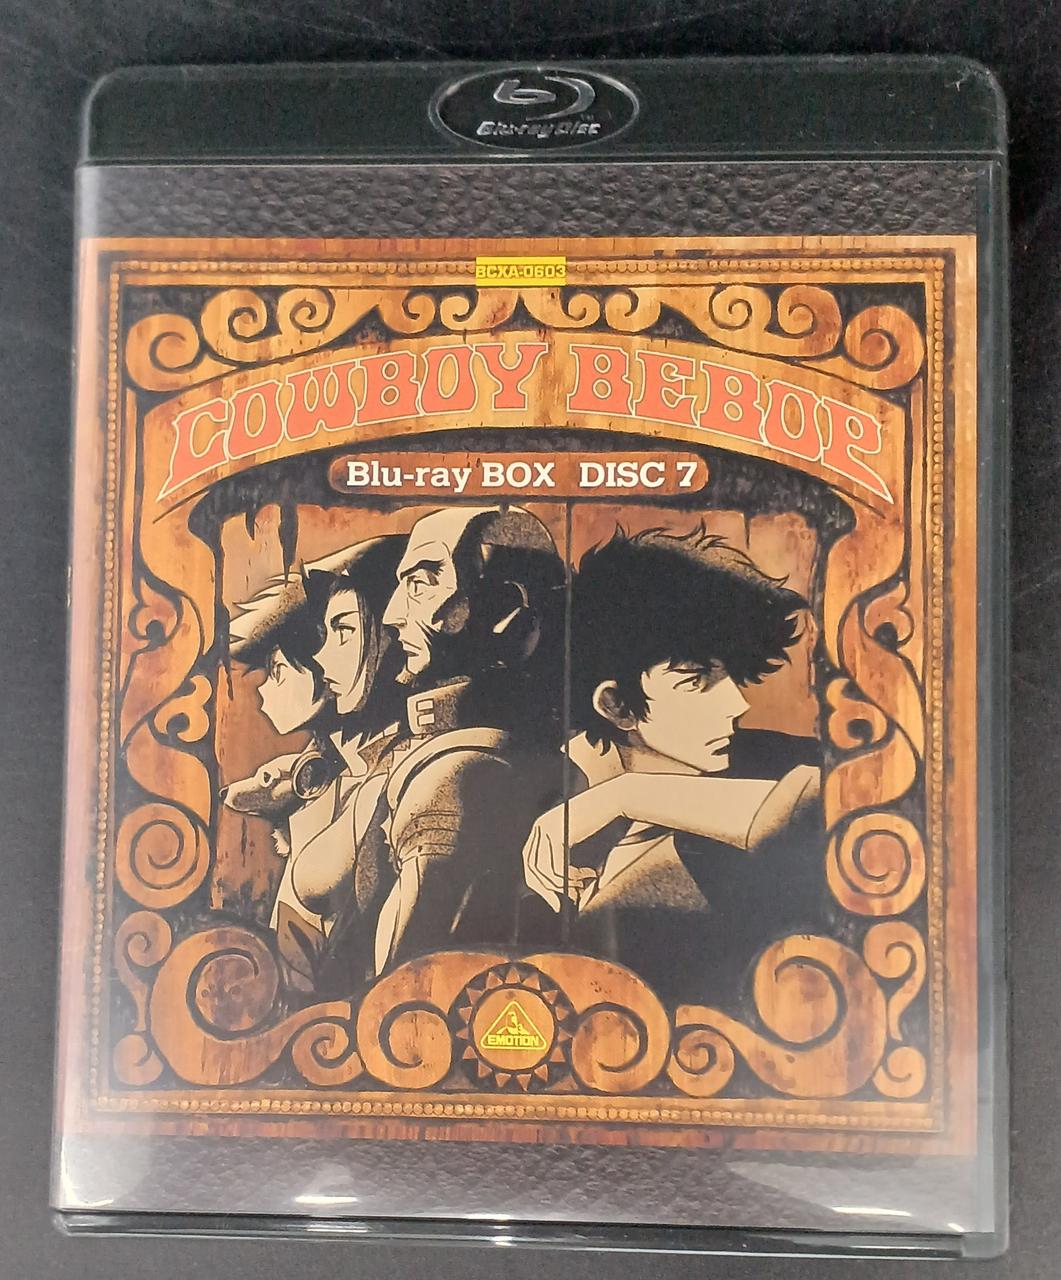 Blu-ray Disc
BCXA-0603
COWBOY BEBOP
Blu-ray BOX DISC 7
EMOTION